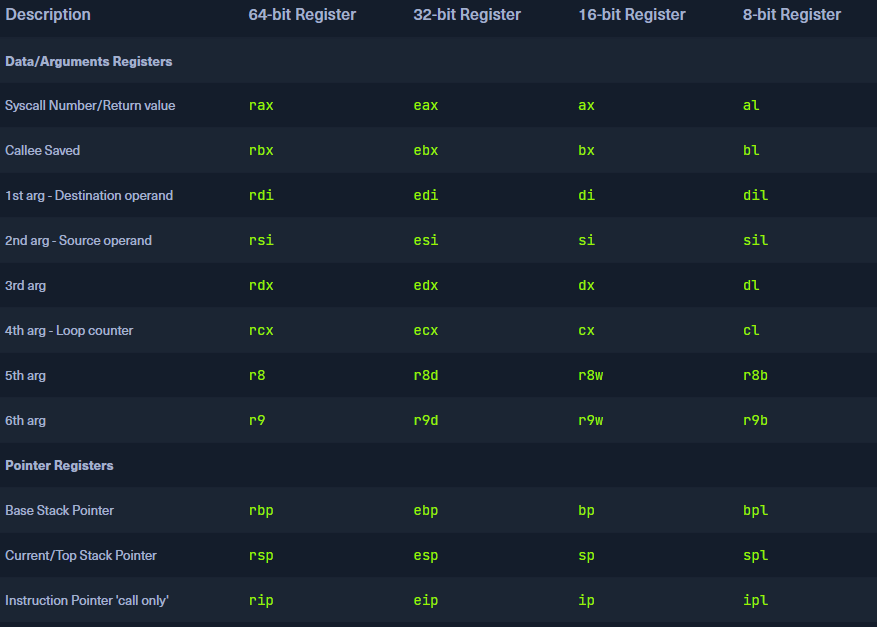 Description 64-bit Register 32-bit Register 16-bit Register 8-bit Register
Data/Arguments Registers
Syscall Number/Return value rax eax ax al
Callee Saved rbx ebx bx bl
1st arg - Destination operand rdi edi di dil
2nd arg - Source operand rsi esi si sil
3rd arg rdx edx dx dl
4th arg - Loop counter rcx ecx cx cl
5th arg r8 r8d r8w r8b
6th arg r9 r9d r9w r9b
Pointer Registers
Base Stack Pointer rbp ebp bp bpl
Current/Top Stack Pointer rsp esp sp spl
Instruction Pointer 'call only' rip eip ip ipl